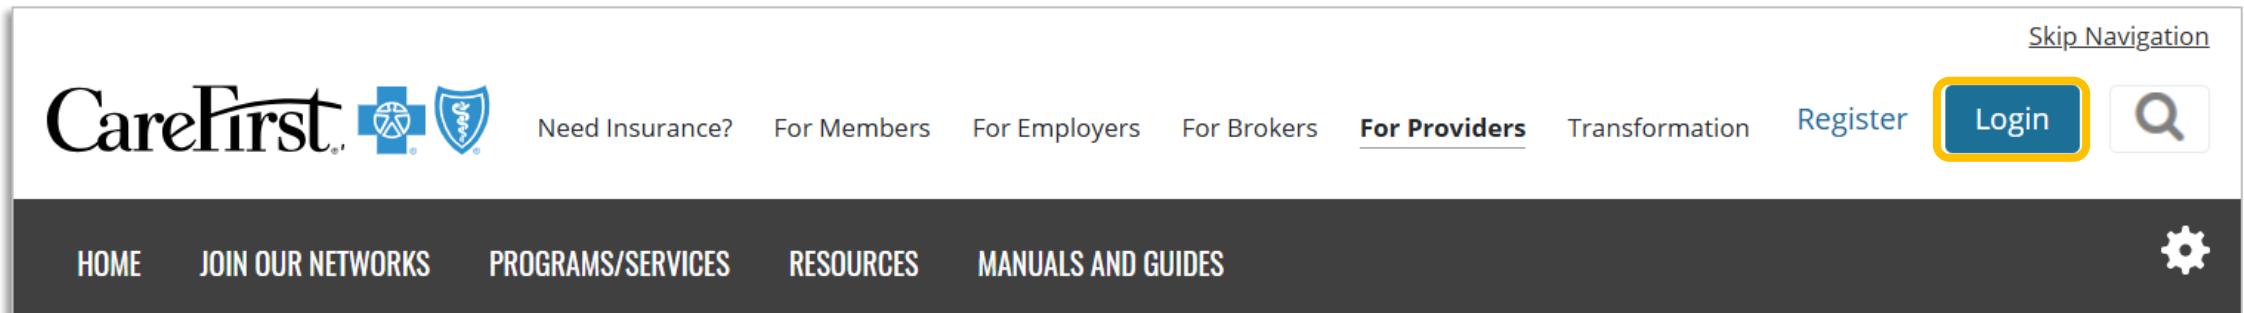 Skip Navigation
CareFirst
Need Insurance? For Members For Employers For Brokers For Providers Transformation Register Login
HOME JOIN OUR NETWORKS PROGRAMS/SERVICES RESOURCES MANUALS AND GUIDES